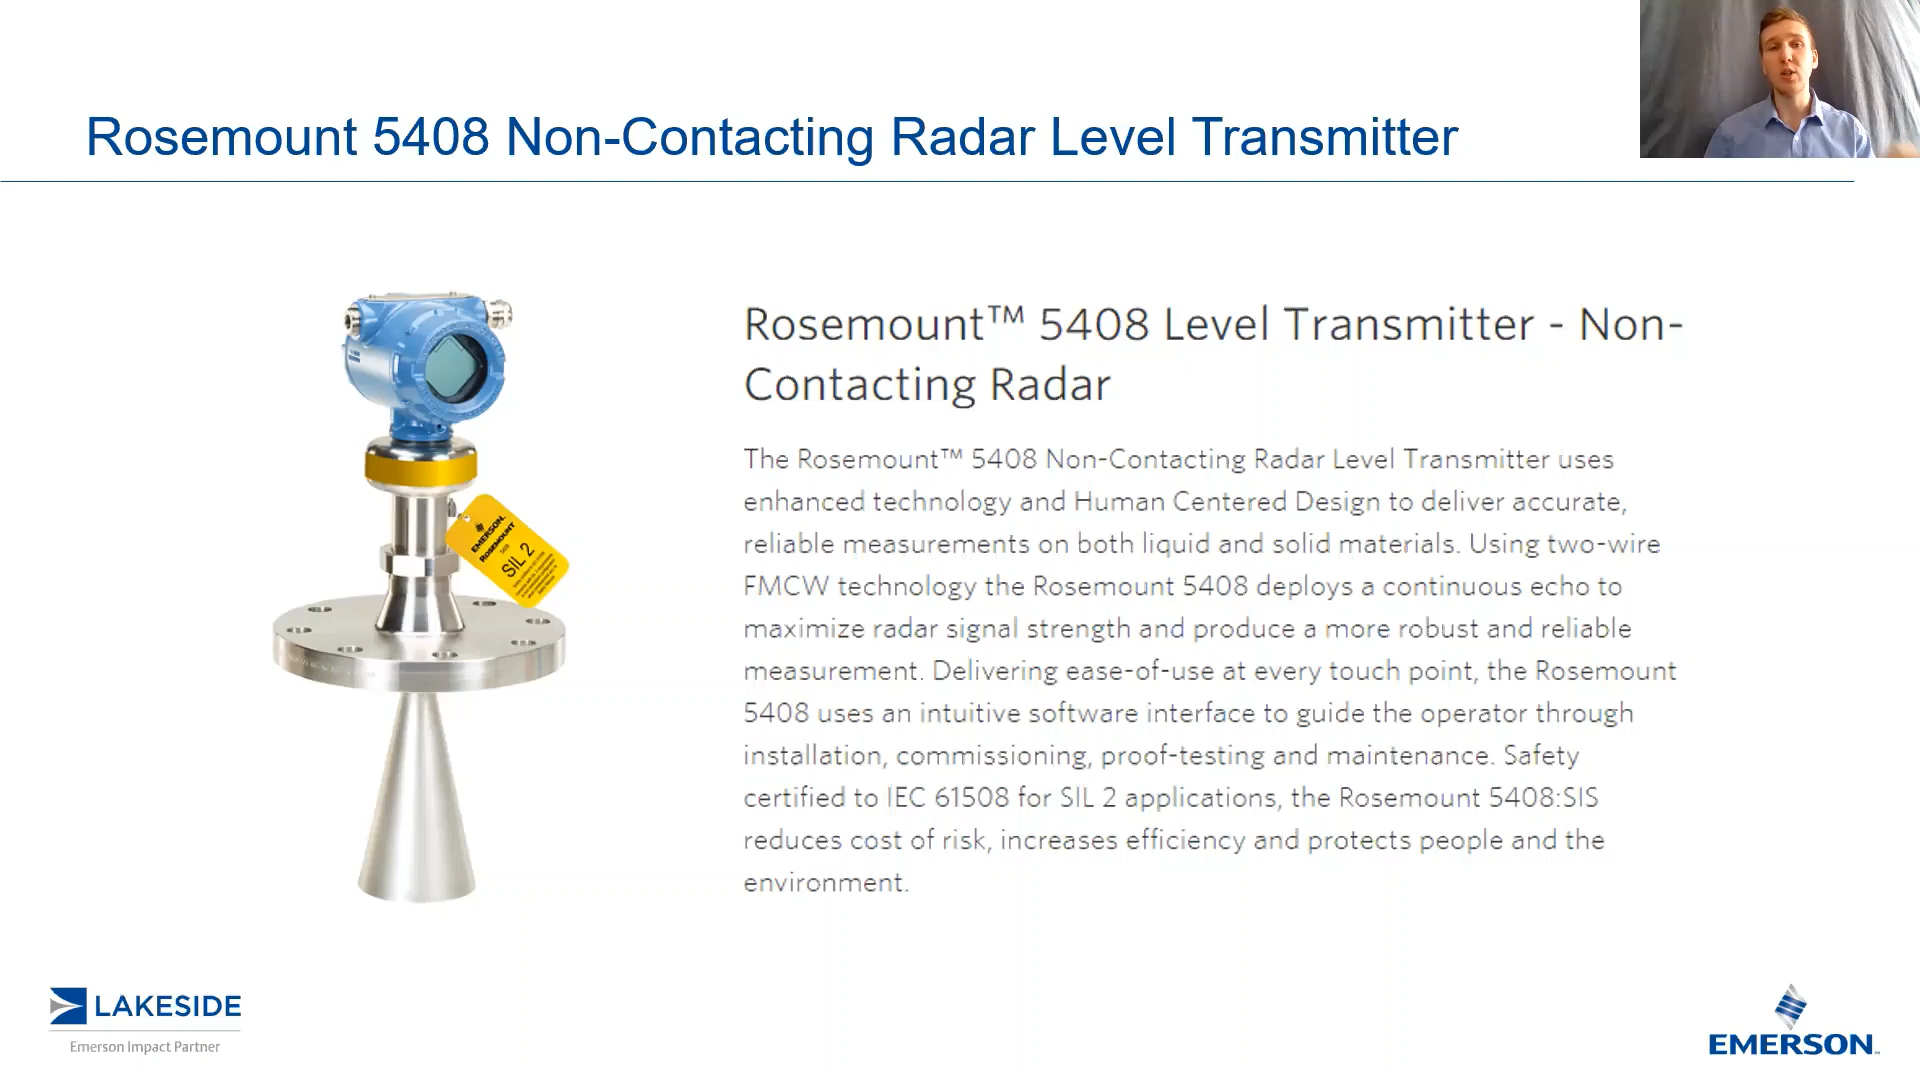 Rosemount 5408 Non-Contacting Radar Level Transmitter
Rosemount™ 5408 Level Transmitter - Non-
Contacting Radar
The Rosemount™ 5408 Non-Contacting Radar Level Transmitter uses
enhanced technology and Human Centered Design to deliver accurate,
reliable measurements on both liquid and solid materials. Using two-wire
FMCW technology the Rosemount 5408 deploys a continuous echo to
maximize radar signal strength and produce a more robust and reliable
measurement. Delivering ease-of-use at every touch point, the Rosemount
5408 uses an intuitive software interface to guide the operator through
installation, commissioning, proof-testing and maintenance. Safety
certified to IEC 61508 for SIL 2 applications, the Rosemount 5408:SIS
reduces cost of risk, increases efficiency and protects people and the
environment.
EMERSON.
ROSEMOUNT
SIL 2
LAKESIDE
Emerson Impact Partner
EMERSON™